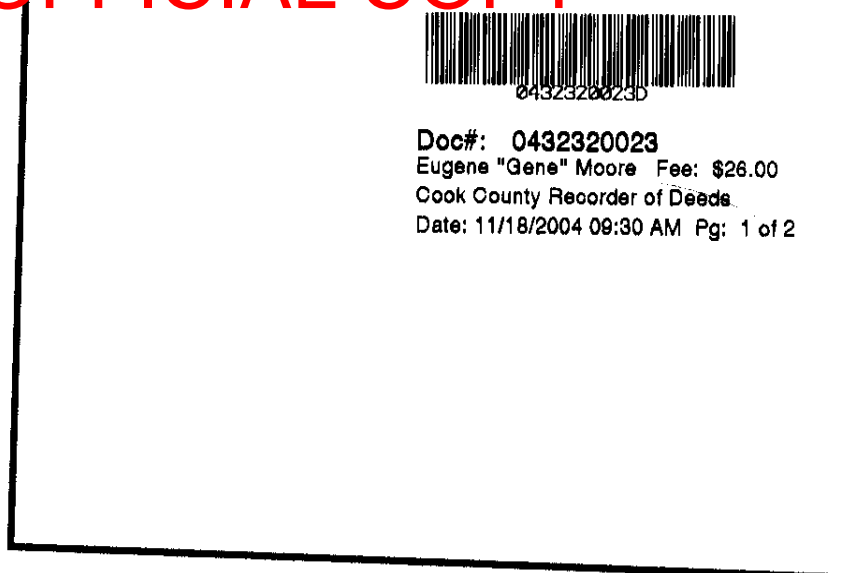 0432320023D
Doc#: 0432320023
Eugene "Gene" Moore Fee: $26.00
Cook County Recorder of Deeds
Date: 11/18/2004 09:30 AM Pg: 1 of 2